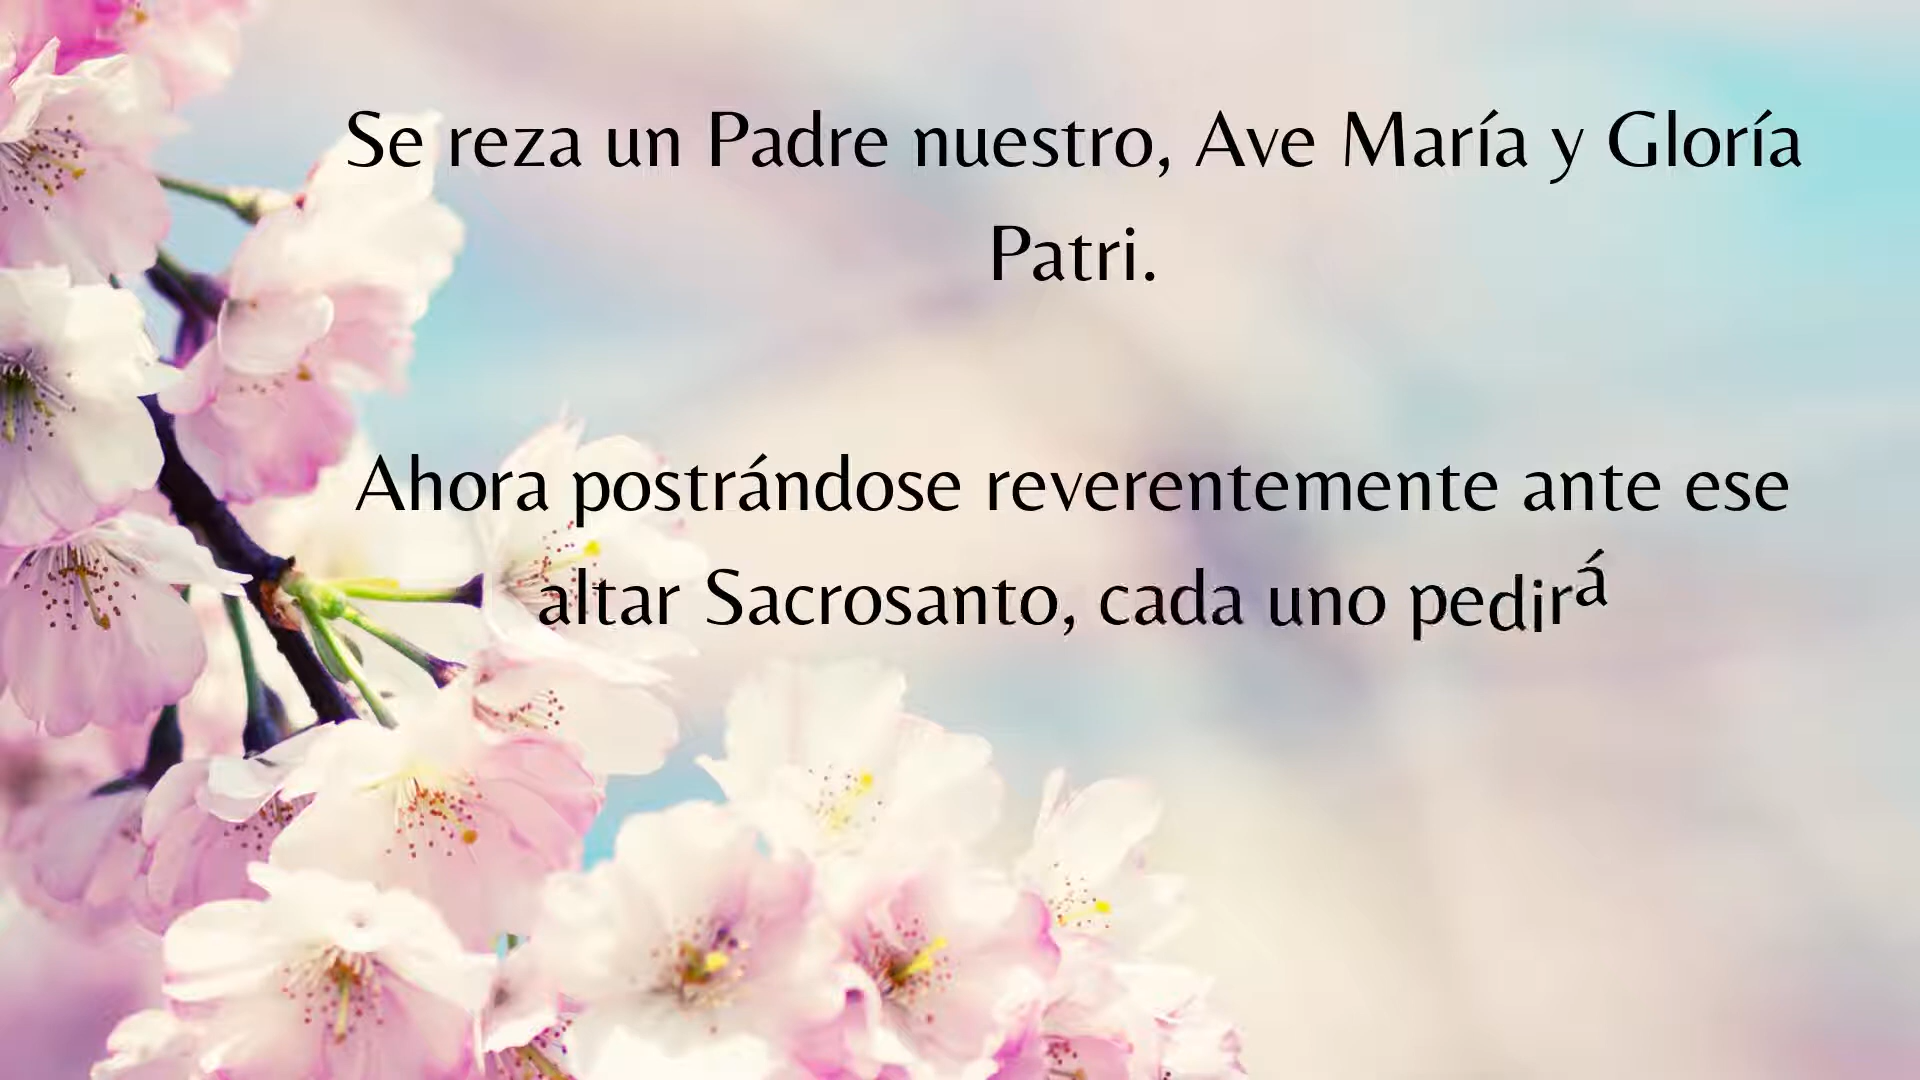 Se reza un Padre nuestro, Ave María y Gloría
Patri.
Ahora postrándose reverentemente ante ese
altar Sacrosanto, cada uno pedirá